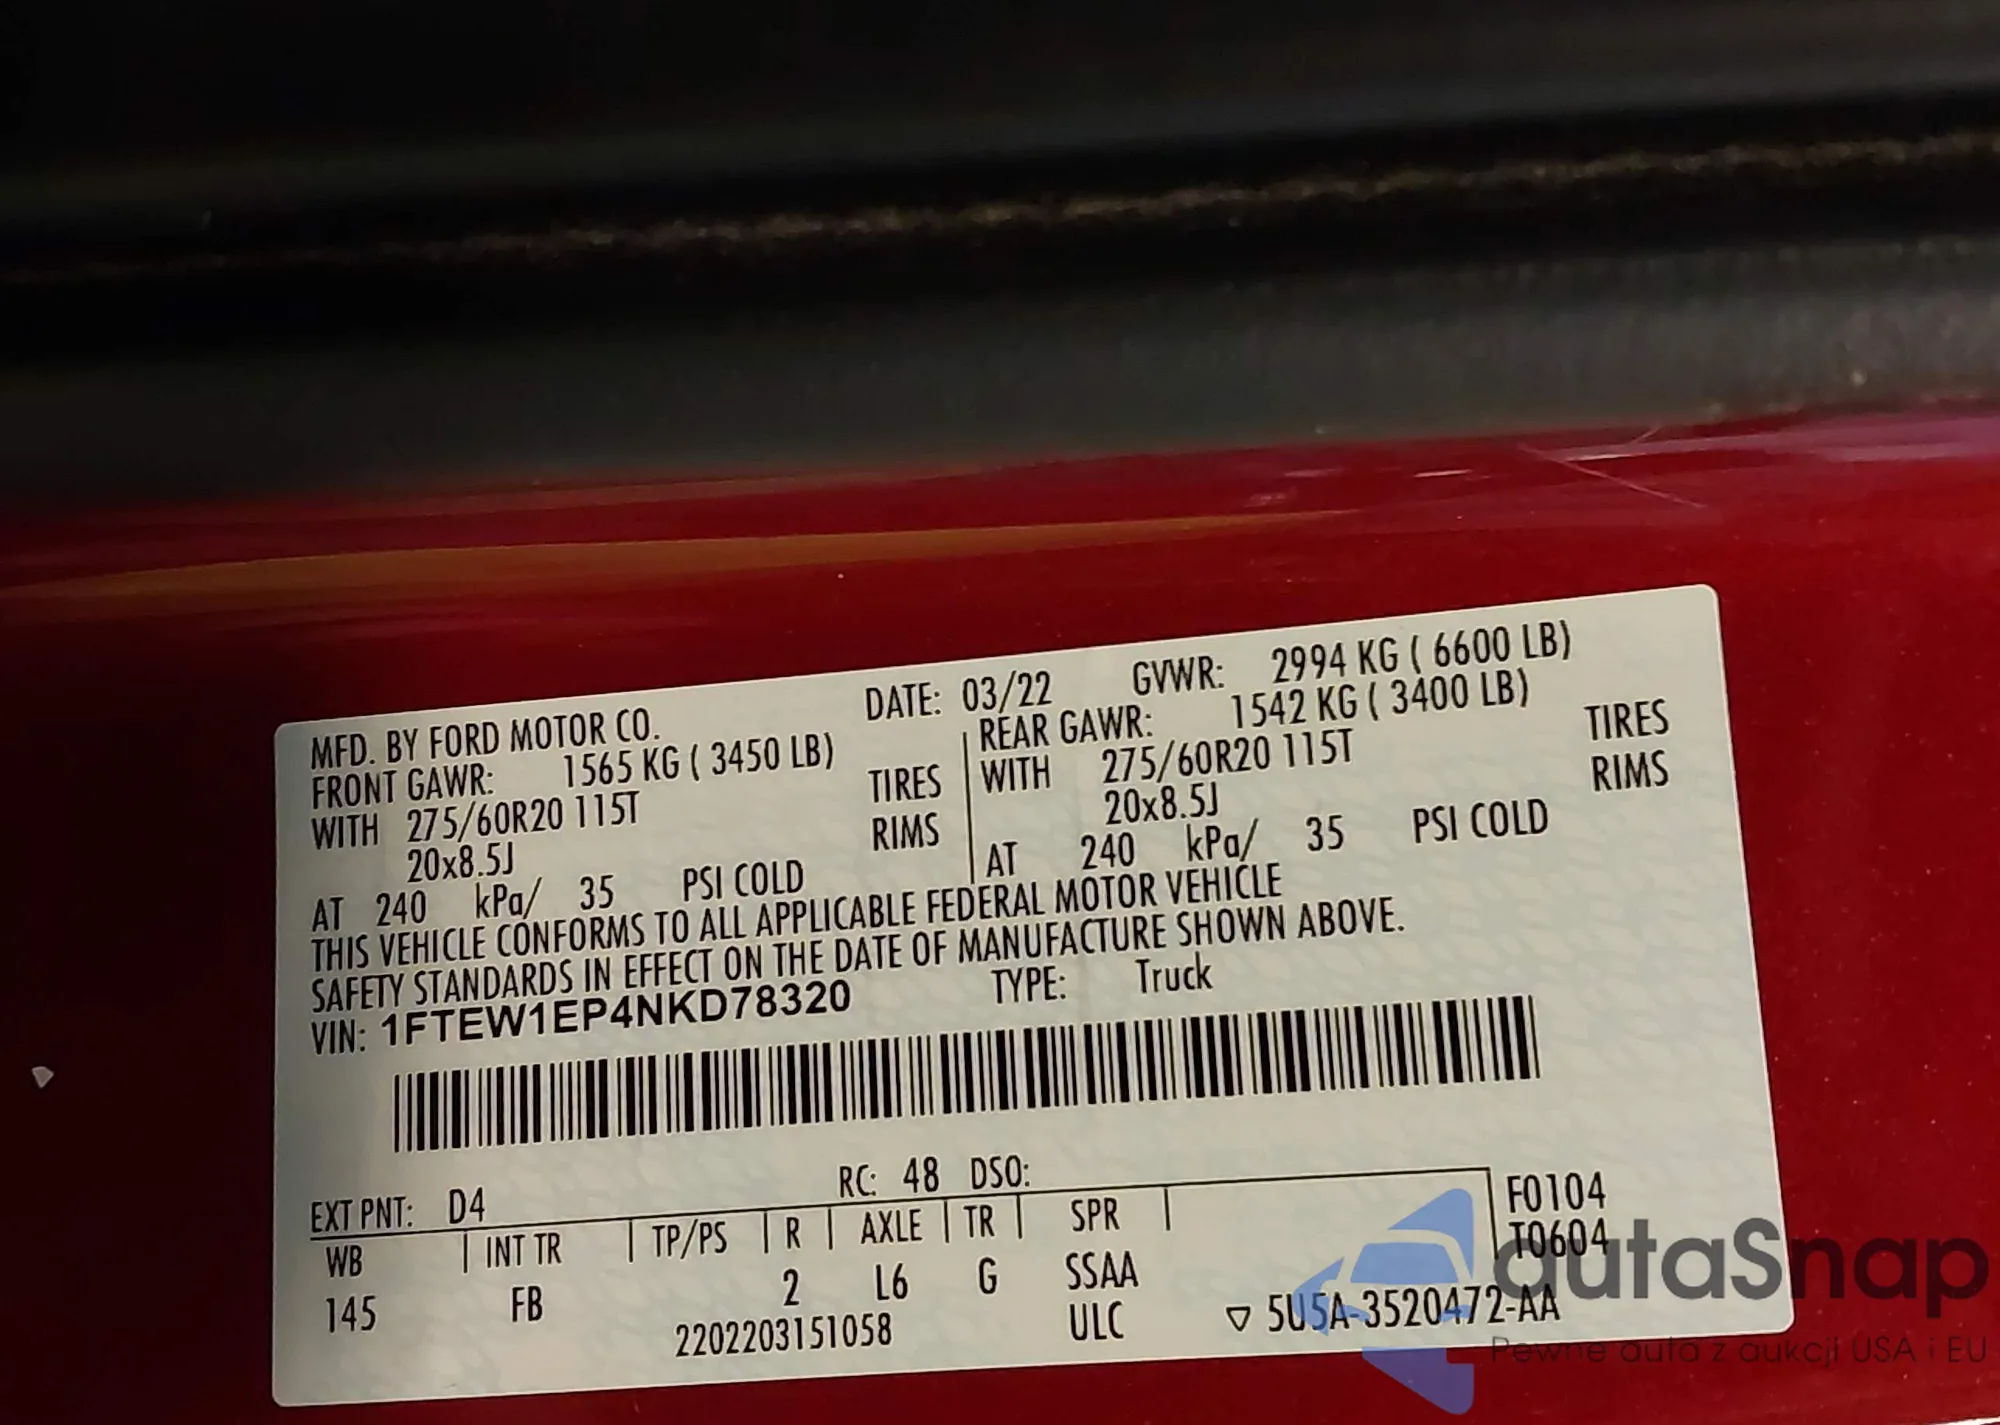 MFD. BY FORD MOTOR CO. DATE: 03/22 GVWR: 2994 KG ( 6600 LB)
FRONT GAWR: 1565 KG ( 3450 LB) REAR GAWR: 1542 KG ( 3400 LB)
WITH 275/60R20 115T TIRES WITH 275/60R20 115T TIRES
20x8.5J RIMS 20x8.5J RIMS
AT 240 kPa/ 35 PSI COLD AT 240 kPa/ 35 PSI COLD
THIS VEHICLE CONFORMS TO ALL APPLICABLE FEDERAL MOTOR VEHICLE
SAFETY STANDARDS IN EFFECT ON THE DATE OF MANUFACTURE SHOWN ABOVE.
VIN: 1FTEW1EP4NKD78320 TYPE: Truck
EXT PNT: D4 RC: 48 DSO:
WB INT TR TP/PS R AXLE TR SPR F0104
T0604
145 FB 2 L6 G SSAA
2202203151058 ULC ▽ 5U5A-3520472-AA
autaSnap
Pewne auta z aukcji USA i EU